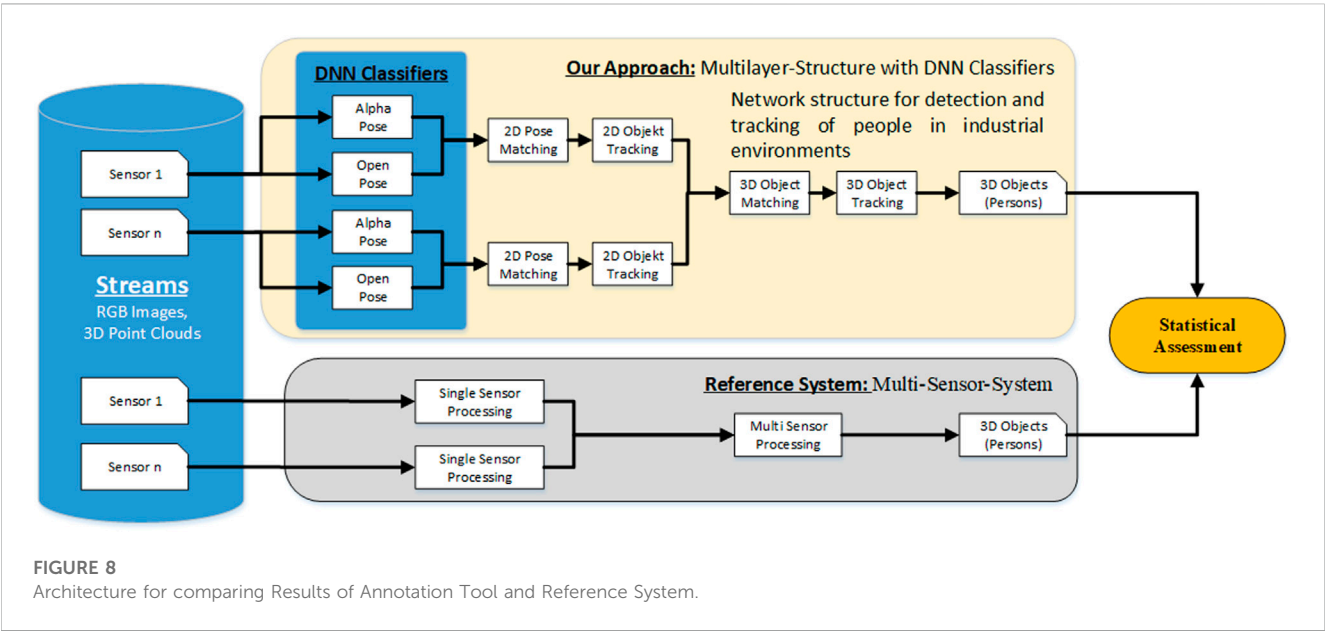 DNN Classifiers
Our Approach: Multilayer-Structure with DNN Classifiers
Network structure for detection and
tracking of people in industrial
environments
Sensor 1
Sensor n
Streams
RGB Images,
3D Point Clouds
Sensor 1
Sensor n
Alpha
Pose
Open
Pose
Alpha
Pose
Open
Pose
2D Pose
Matching
2D Objekt
Tracking
2D Pose
Matching
2D Objekt
Tracking
3D Object
Matching
3D Object
Tracking
3D Objects
(Persons)
Statistical
Assessment
Reference System: Multi-Sensor-System
Single Sensor
Processing
Single Sensor
Processing
Multi Sensor
Processing
3D Objects
(Persons)
FIGURE 8
Architecture for comparing Results of Annotation Tool and Reference System.